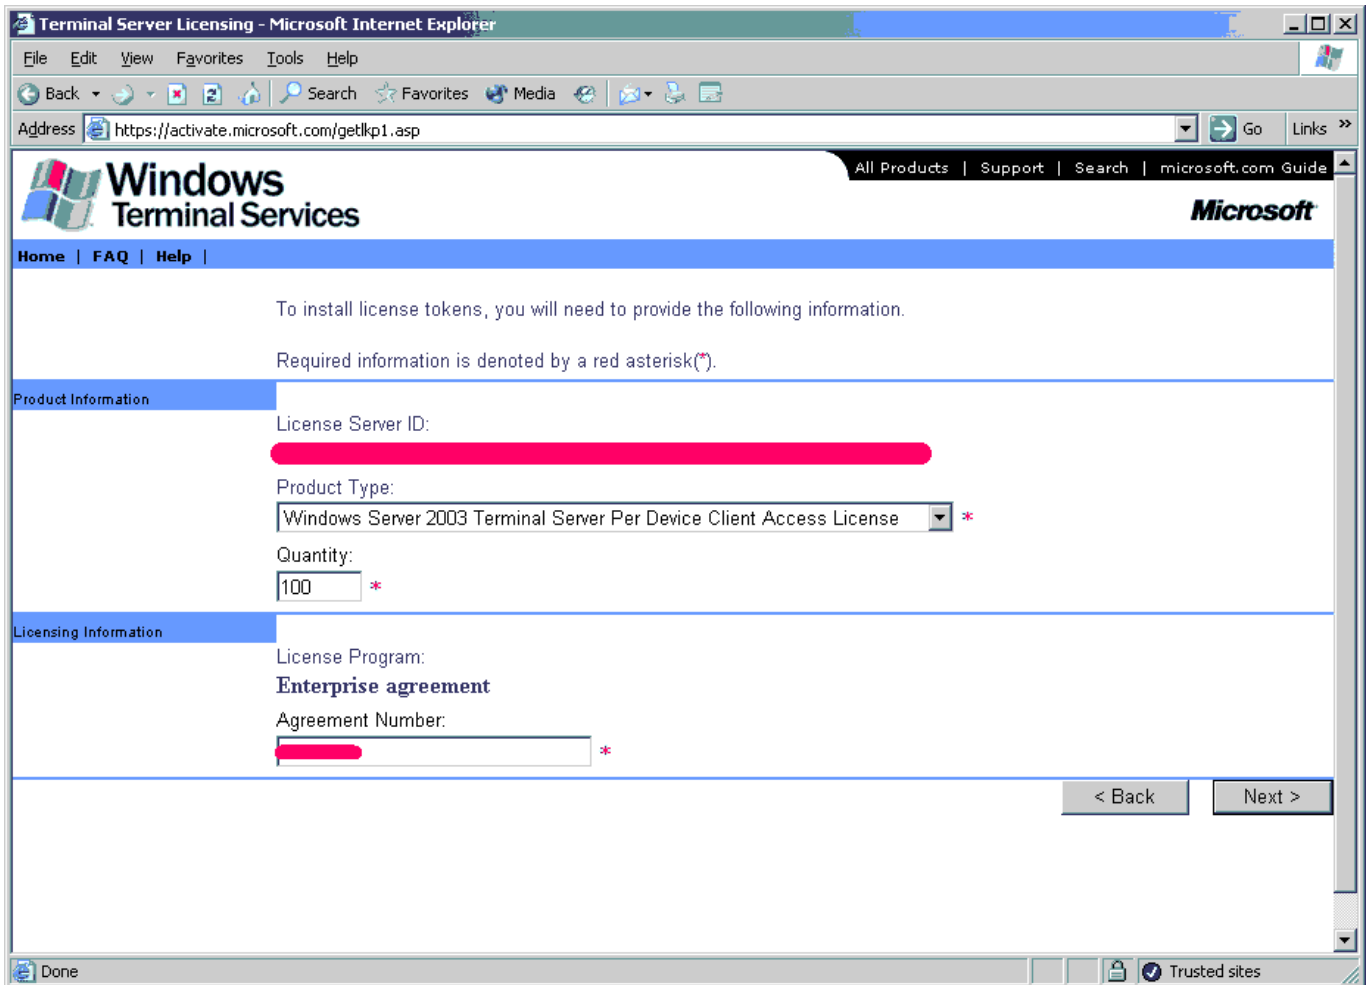 Terminal Server Licensing - Microsoft Internet Explorer
File Edit View Favorites Tools Help
Back Search Favorites Media
Address https://activate.microsoft.com/getlkp1.asp Go Links »
All Products | Support | Search | microsoft.com Guide
Windows
Terminal Services
Microsoft
Home | FAQ | Help |
To install license tokens, you will need to provide the following information.
Required information is denoted by a red asterisk(*).
Product Information
License Server ID:
Product Type:
Windows Server 2003 Terminal Server Per Device Client Access License *
Quantity:
100 *
Licensing Information
License Program:
Enterprise agreement
Agreement Number:
*
< Back Next >
Done Trusted sites